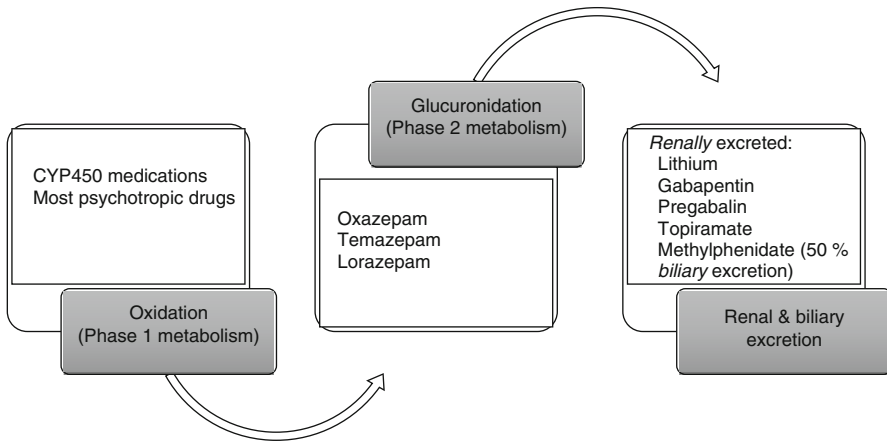 CYP450 medications
Most psychotropic drugs
Oxidation
(Phase 1 metabolism)
Glucuronidation
(Phase 2 metabolism)
Oxazepam
Temazepam
Lorazepam
Renally excreted:
Lithium
Gabapentin
Pregabalin
Topiramate
Methylphenidate (50 %
biliary excretion)
Renal & biliary
excretion